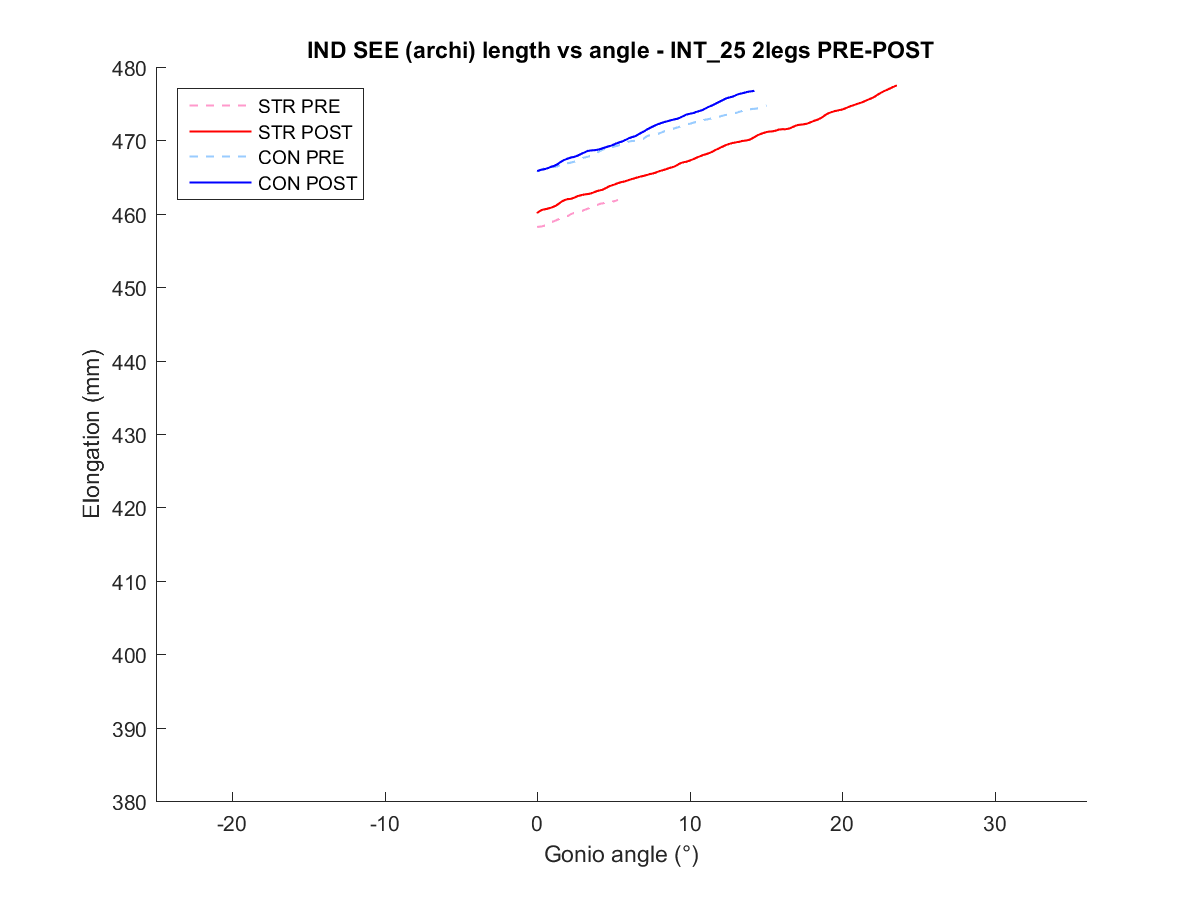 IND SEE (archi) length vs angle - INT_25 2legs PRE-POST
STR PRE
STR POST
CON PRE
CON POST
Elongation (mm)
480
470
460
450
440
430
420
410
400
390
380
-20
-10
0
10
20
30
Gonio angle (°)